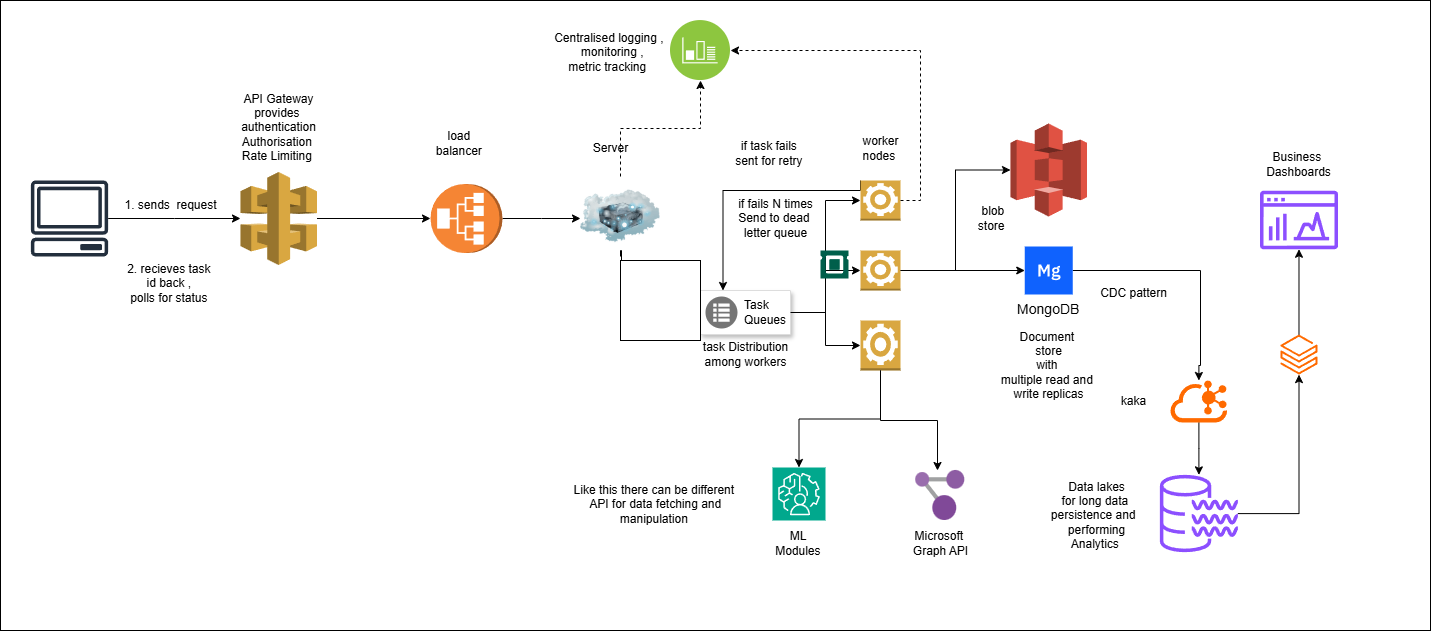 Centralised logging ,
monitoring ,
metric tracking
API Gateway
provides
authentication
Authorisation
Rate Limiting
load
balancer
Server
if task fails
sent for retry
worker
nodes
1. sends  request
if fails N times
Send to dead
letter queue
blob
store
Business
Dashboards
2. recieves task
id back ,
polls for status
Task
Queues
task Distribution
among workers
Mg
MongoDB
CDC pattern
Document
store
with
multiple read and
write replicas
kaka
Like this there can be different
API for data fetching and
manipulation
ML
Modules
Microsoft
Graph API
Data lakes
for long data
persistence and
performing
Analytics